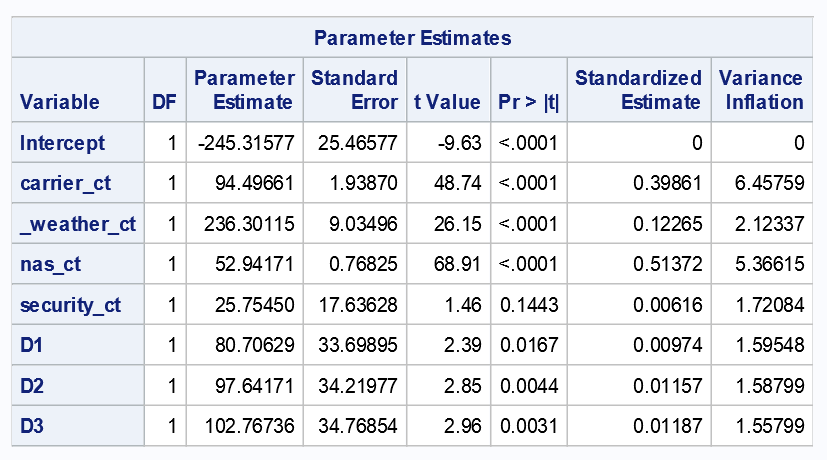 Parameter Estimates
Variable DF Parameter Estimate Standard Error t Value Pr > |t| Standardized Estimate Variance Inflation
Intercept 1 -245.31577 25.46577 -9.63 <.0001 0 0
carrier_ct 1 94.49661 1.93870 48.74 <.0001 0.39861 6.45759
_weather_ct 1 236.30115 9.03496 26.15 <.0001 0.12265 2.12337
nas_ct 1 52.94171 0.76825 68.91 <.0001 0.51372 5.36615
security_ct 1 25.75450 17.63628 1.46 0.1443 0.00616 1.72084
D1 1 80.70629 33.69895 2.39 0.0167 0.00974 1.59548
D2 1 97.64171 34.21977 2.85 0.0044 0.01157 1.58799
D3 1 102.76736 34.76854 2.96 0.0031 0.01187 1.55799